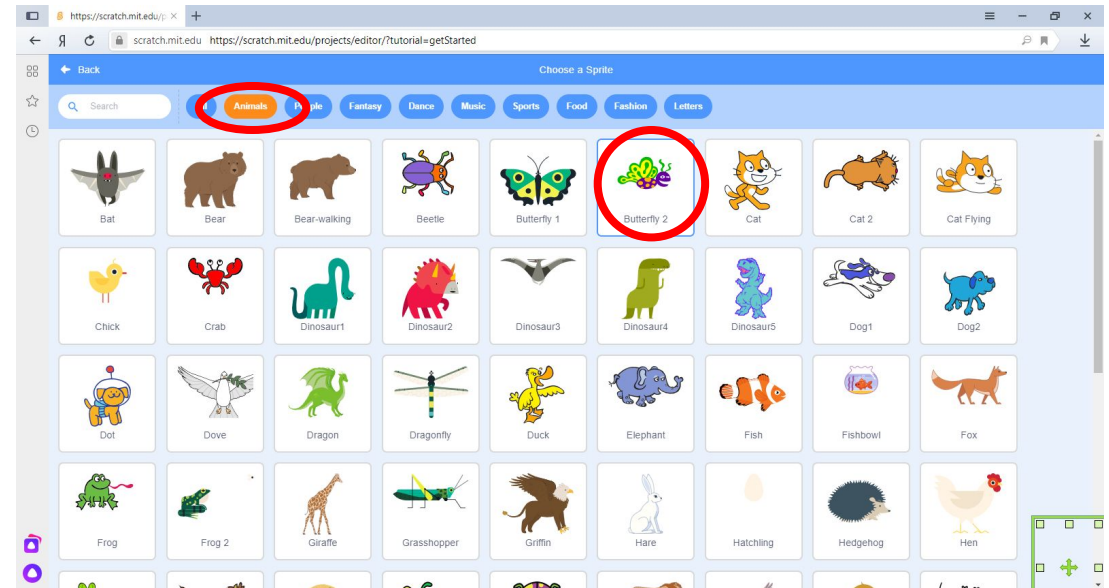 https://scratch.mit.edu/p
Я scratch.mit.edu https://scratch.mit.edu/projects/editor/?tutorial=getStarted
Back Choose a Sprite
Search Animals Fantasy Dance Music Sports Food Fashion Letters
Bat Bear Bear-walking Beetle Butterfly 1 Butterfly 2 Cat Cat 2 Cat Flying
Chick Crab Dinosaur1 Dinosaur2 Dinosaur3 Dinosaur4 Dinosaur5 Dog1 Dog2
Dot Dove Dragon Dragonfly Duck Elephant Fish Fishbowl Fox
Frog Frog 2 Giraffe Grasshopper Griffin Hare Hatchling Hedgehog Hen